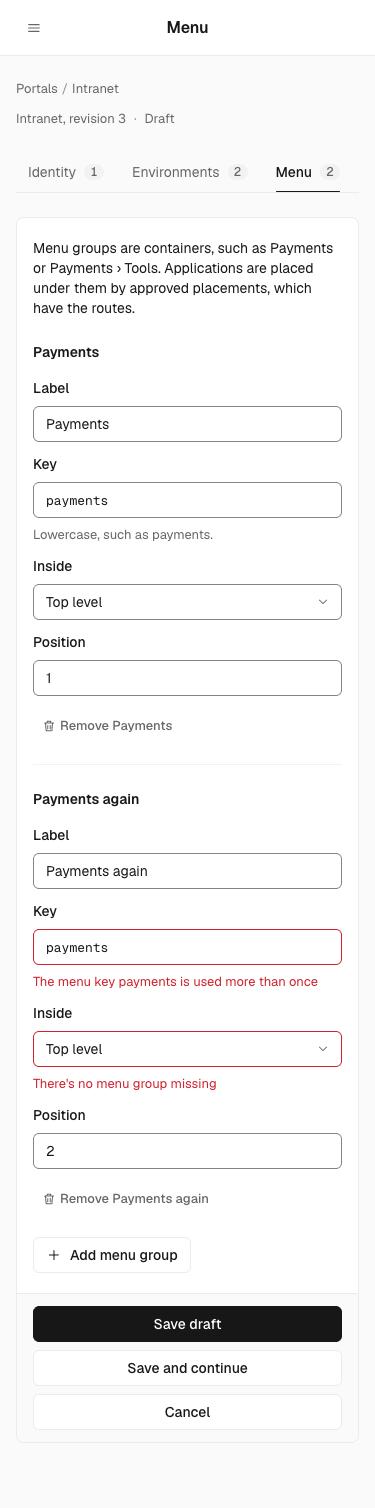 Menu
Portals / Intranet
Intranet, revision 3 · Draft
Identity 1 Environments 2 Menu 2
Menu groups are containers, such as Payments
or Payments › Tools. Applications are placed
under them by approved placements, which
have the routes.
Payments
Label
Payments
Key
payments
Lowercase, such as payments.
Inside
Top level
Position
1
Remove Payments
Payments again
Label
Payments again
Key
payments
The menu key payments is used more than once
Inside
Top level
There's no menu group missing
Position
2
Remove Payments again
Add menu group
Save draft
Save and continue
Cancel